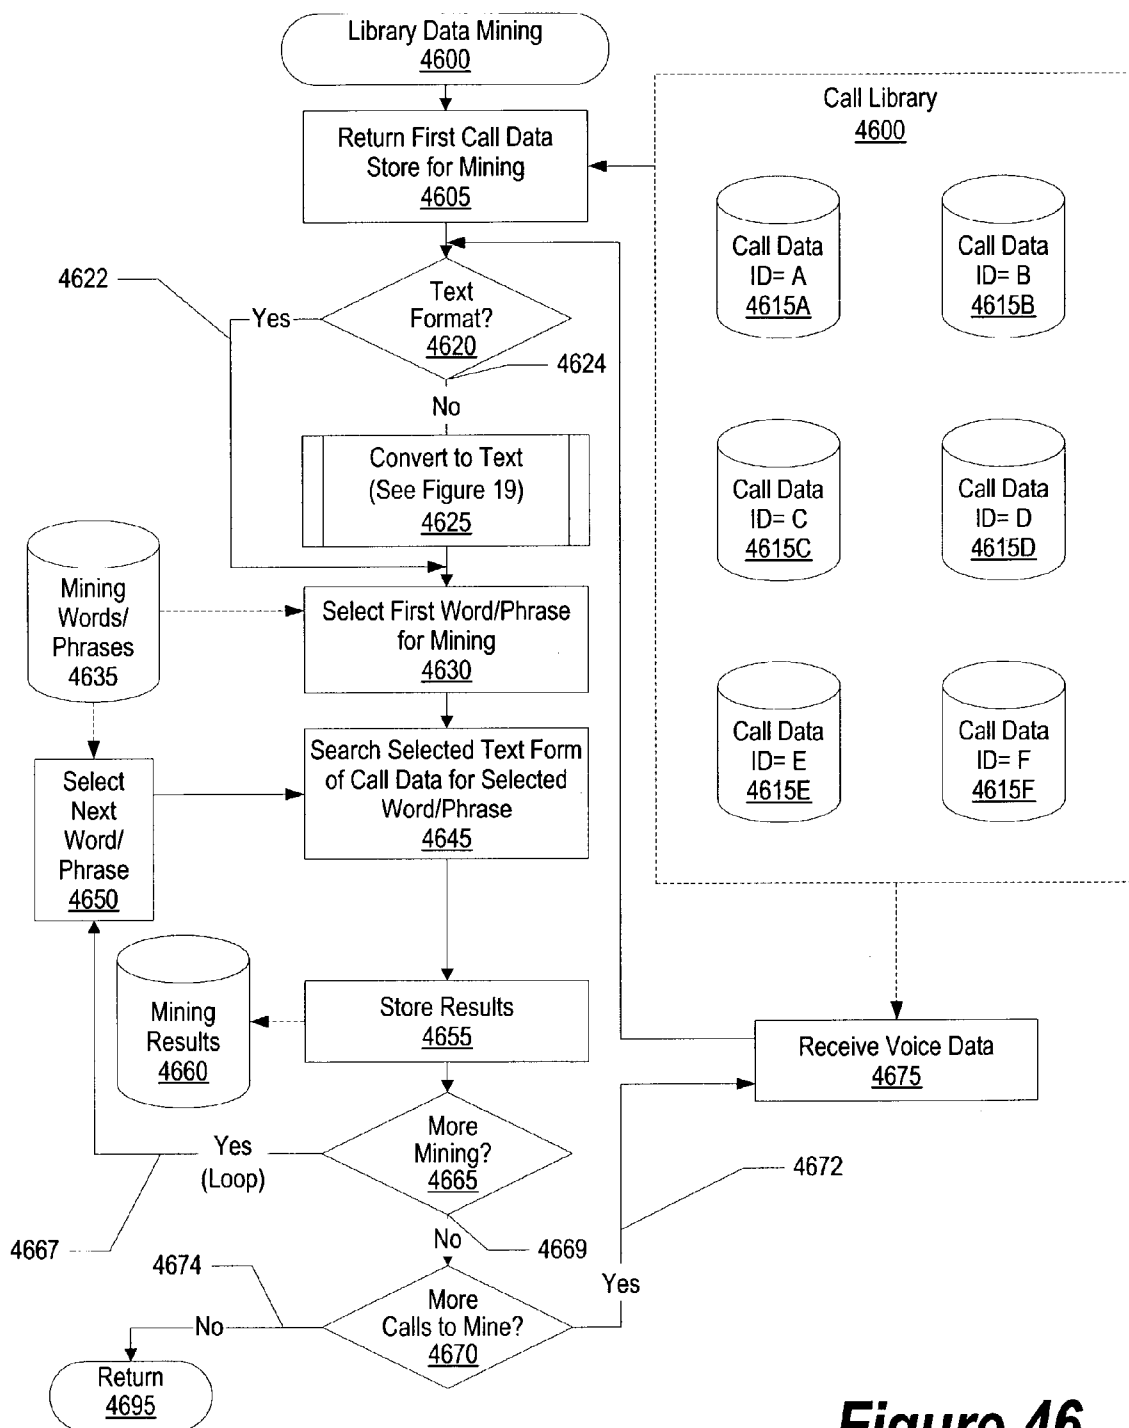 Library Data Mining
4600
Return First Call Data
Store for Mining
4605
Call Library
4600
Call Data
ID= A
4615A
Call Data
ID= B
4615B
4622
Yes
Text
Format?
4620
4624
No
Convert to Text
(See Figure 19)
4625
Call Data
ID= C
4615C
Call Data
ID= D
4615D
Mining
Words/
Phrases
4635
Select First Word/Phrase
for Mining
4630
Search Selected Text Form
of Call Data for Selected
Word/Phrase
4645
Select
Next
Word/
Phrase
4650
Call Data
ID= E
4615E
Call Data
ID= F
4615F
Mining
Results
4660
Store Results
4655
Receive Voice Data
4675
More
Mining?
4665
Yes
(Loop)
4672
4667
No
4669
4674
Yes
More
Calls to Mine?
4670
No
Return
4695
Figure 46